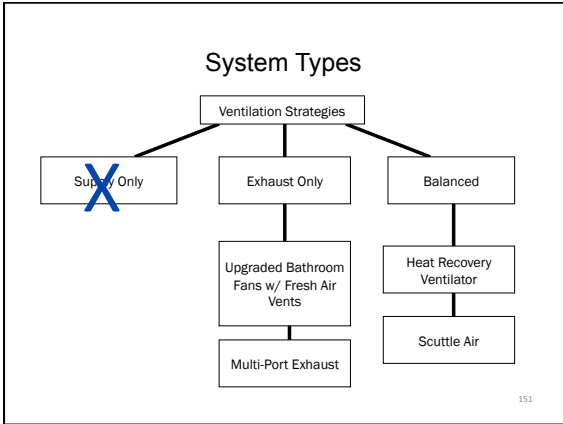 System Types
Ventilation Strategies
Supply Only
X
Exhaust Only
Balanced
Upgraded Bathroom
Fans w/ Fresh Air
Vents
Heat Recovery
Ventilator
Multi-Port Exhaust
Scuttle Air
151